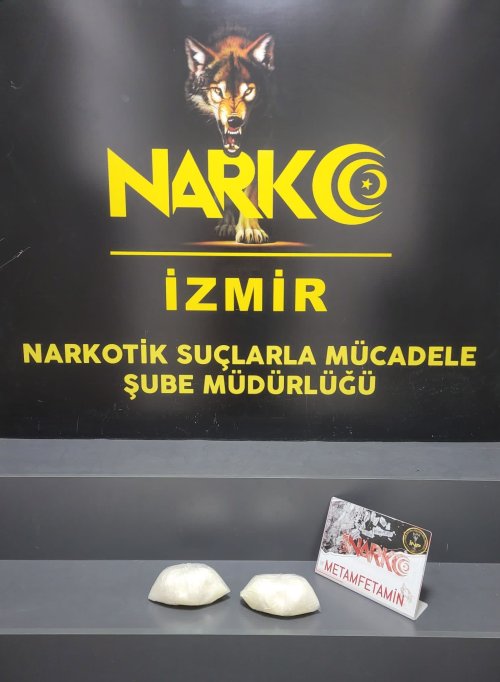 NARKO
İZMİR
NARKOTİK SUÇLARLA MÜCADELE
ŞUBE MÜDÜRLÜĞÜ
NARKO
METAMFETAMİN